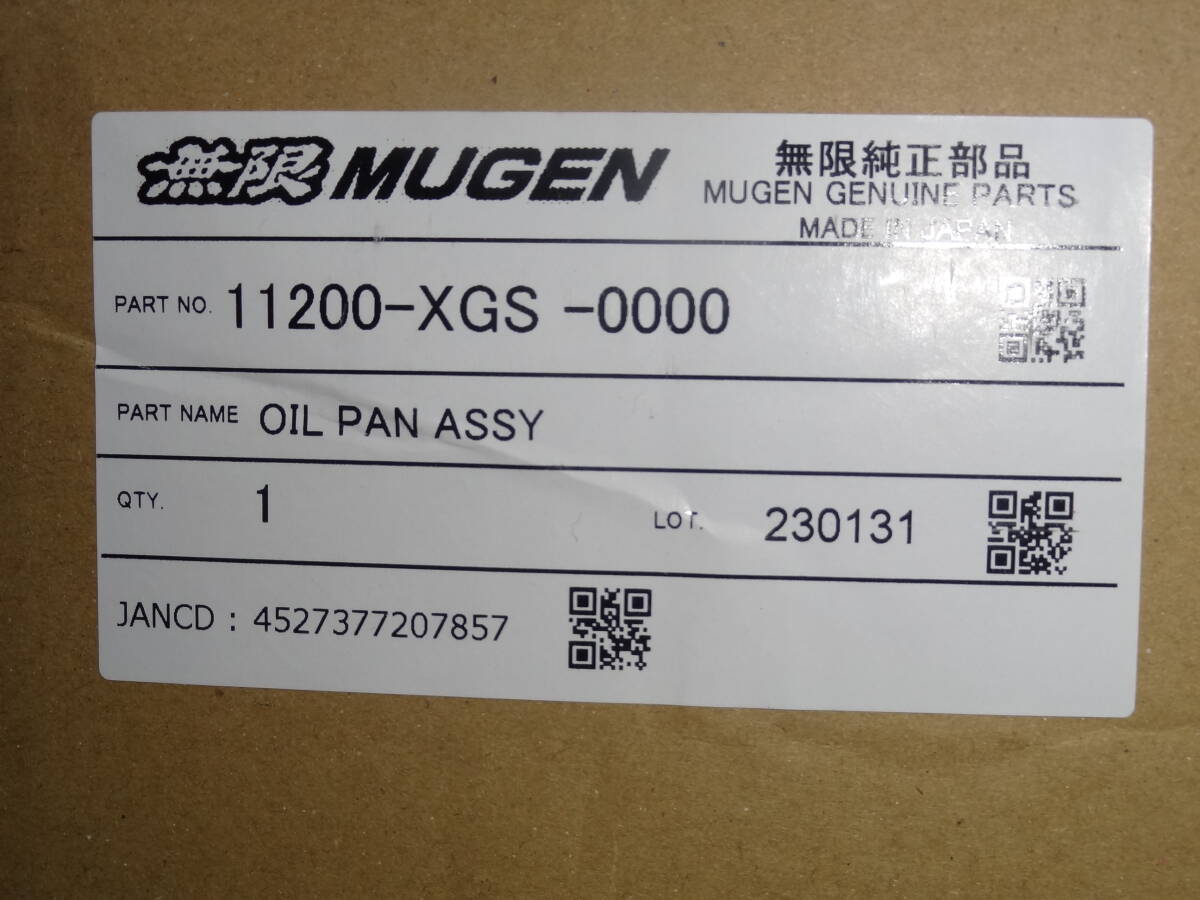 無限 MUGEN
無限純正部品
MUGEN GENUINE PARTS
MADE IN JAPAN
PART NO. 11200-XGS -0000
PART NAME OIL PAN ASSY
QTY. 1 LOT. 230131
JANCD : 4527377207857